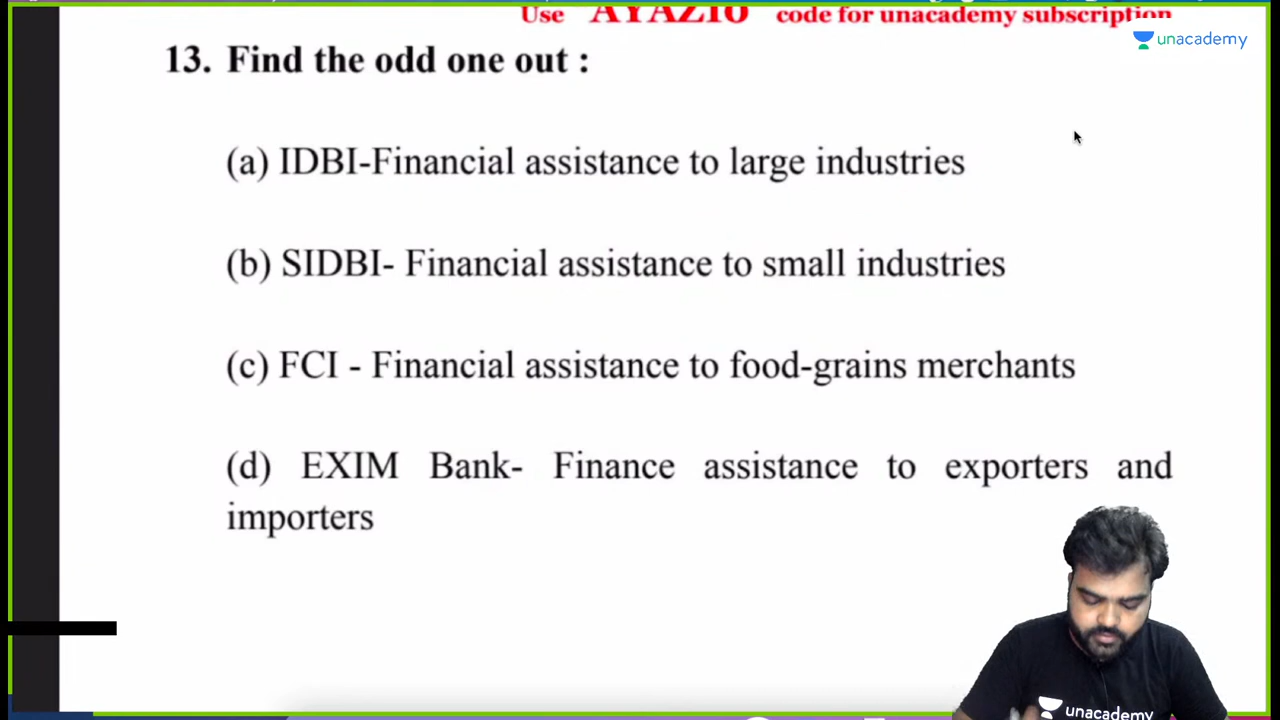 Use AYAZ16 code for unacademy subscription
unacademy
13. Find the odd one out :
(a) IDBI-Financial assistance to large industries
(b) SIDBI- Financial assistance to small industries
(c) FCI - Financial assistance to food-grains merchants
(d) EXIM Bank- Finance assistance to exporters and
importers
unacademy